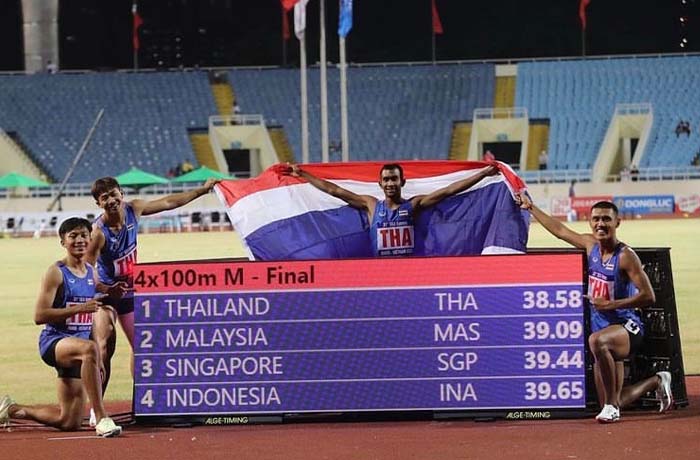 DONGLUC
THA
THA
THA
THA
4x100m M - Final
1 THAILAND THA 38.58
2 MALAYSIA MAS 39.09
3 SINGAPORE SGP 39.44
4 INDONESIA INA 39.65
ALGE-TIMING ALGE-TIMING